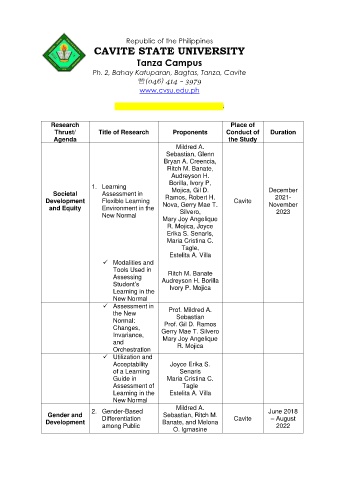 Republic of the Philippines
CAVITE STATE UNIVERSITY
Tanza Campus
Ph. 2, Bahay Katuparan, Bagtas, Tanza, Cavite
☏(046) 414 - 3979
www.cvsu.edu.ph
Research Thrust/ Agenda
Title of Research
Proponents
Place of Conduct of the Study
Duration
Societal Development and Equity
1. Learning
Assessment in
Flexible Learning
Environment in the
New Normal
Mildred A.
Sebastian, Glenn
Bryan A. Creencia,
Ritch M. Banate,
Audreyson H.
Borilla, Ivory P.
Mojica, Gil D.
Ramos, Robert H.
Nova, Gerry Mae T.
Silvero,
Mary Joy Angelique
R. Mojica, Joyce
Erika S. Senaris,
Maria Cristina C.
Tagle,
Estelita A. Villa
Cavite
December
2021-
November
2023
✓ Modalities and
Tools Used in
Assessing
Student's
Learning in the
New Normal
Ritch M. Banate
Audreyson H. Borilla
Ivory P. Mojica
✓ Assessment in
the New
Normal:
Changes,
Invariance,
and
Orchestration
Prof. Mildred A.
Sebastian
Prof. Gil D. Ramos
Gerry Mae T. Silvero
Mary Joy Angelique
R. Mojica
✓ Utilization and
Acceptability
of a Learning
Guide in
Assessment of
Learning in the
New Normal
Joyce Erika S.
Senaris
Maria Cristina C.
Tagle
Estelita A. Villa
Gender and
Development
2. Gender-Based
Differentiation
among Public
Mildred A.
Sebastian, Ritch M.
Banate, and Melona
O. Igmasine
Cavite
June 2018
– August
2022